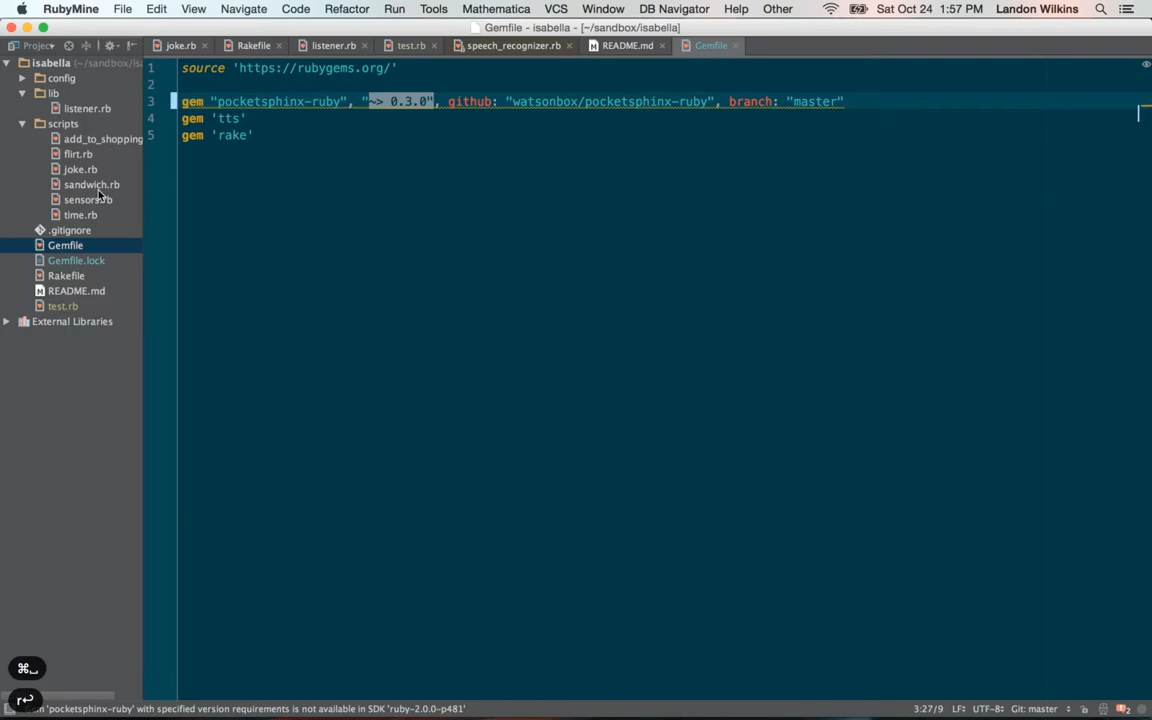 RubyMine File Edit View Navigate Code Refactor Run Tools Mathematica VCS Window DB Navigator Help Other Sat Oct 24 1:57 PM Landon Wilkins
Gemfile - isabella - [~/sandbox/isabella]
Project joke.rb Rakefile listener.rb test.rb speech_recognizer.rb README.md Gemfile
isabella (~/sandbox/isa
config
lib
listener.rb
scripts
add_to_shopping
flirt.rb
joke.rb
sandwich.rb
sensors.rb
time.rb
.gitignore
Gemfile
Gemfile.lock
Rakefile
README.md
test.rb
External Libraries
1 source 'https://rubygems.org/'
2
3 gem "pocketsphinx-ruby", "~> 0.3.0", github: "watsonbox/pocketsphinx-ruby", branch: "master"
4 gem 'tts'
5 gem 'rake'
⌘⎵
r↩
'pocketsphinx-ruby' with specified version requirements is not available in SDK 'ruby-2.0.0-p481' 3:27/9 LF÷ UTF-8÷ Git: master